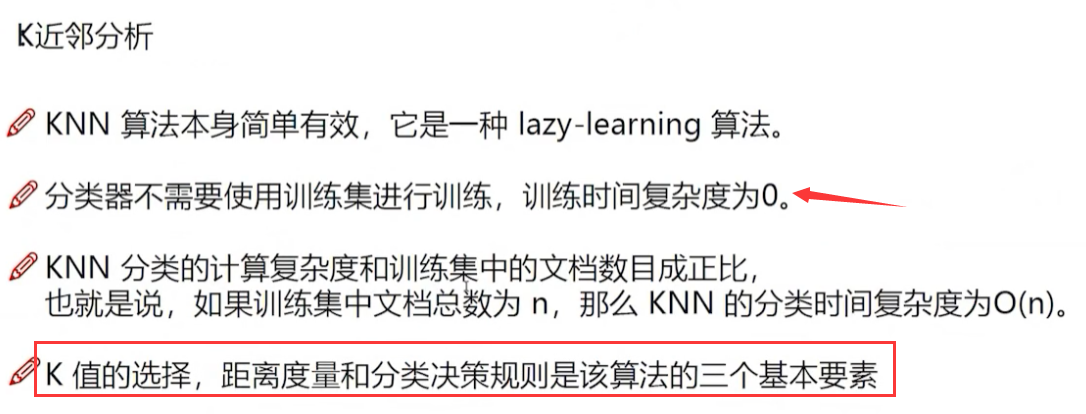 K近邻分析
KNN 算法本身简单有效，它是一种 lazy-learning 算法。
分类器不需要使用训练集进行训练，训练时间复杂度为0。
KNN 分类的计算复杂度和训练集中的文档数目成正比，
也就是说，如果训练集中文档总数为 n，那么 KNN 的分类时间复杂度为O(n)。
K 值的选择，距离度量和分类决策规则是该算法的三个基本要素